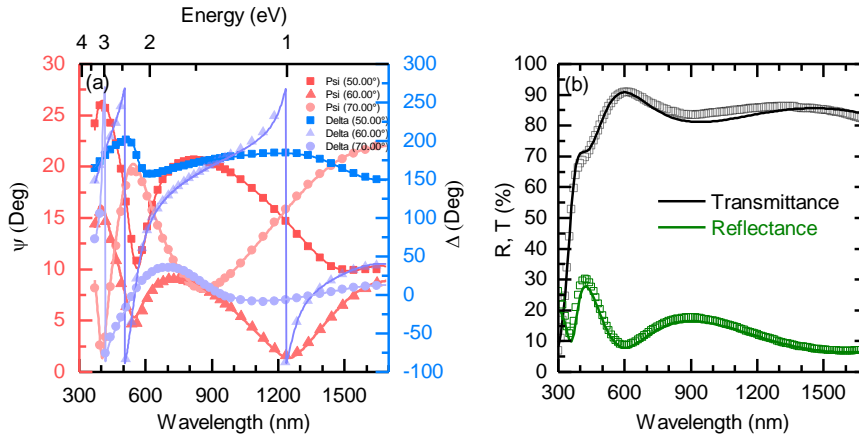 Energy (eV)
4 3 2 1
(a)
Psi (50.00°)
Psi (60.00°)
Psi (70.00°)
Delta (50.00°)
Delta (60.00°)
Delta (70.00°)
30
25
20
15
10
5
0
ψ (Deg)
300
250
200
150
100
50
0
-50
-100
Δ (Deg)
300 600 900 1200 1500
Wavelength (nm)
(b)
Transmittance
Reflectance
100
90
80
70
60
50
40
30
20
10
0
R, T (%)
300 600 900 1200 1500
Wavelength (nm)